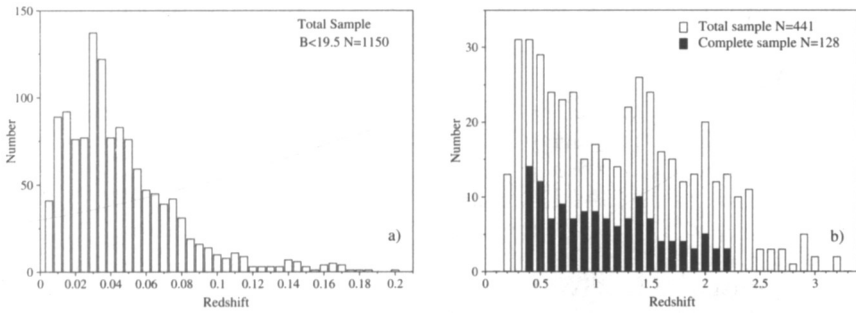 150
100
50
0
Number
Total Sample
B<19.5 N=1150
a)
0 0.02 0.04 0.06 0.08 0.1 0.12 0.14 0.16 0.18 0.2
Redshift
30
20
10
0
Number
Total sample N=441
Complete sample N=128
b)
0 0.5 1 1.5 2 2.5 3
Redshift